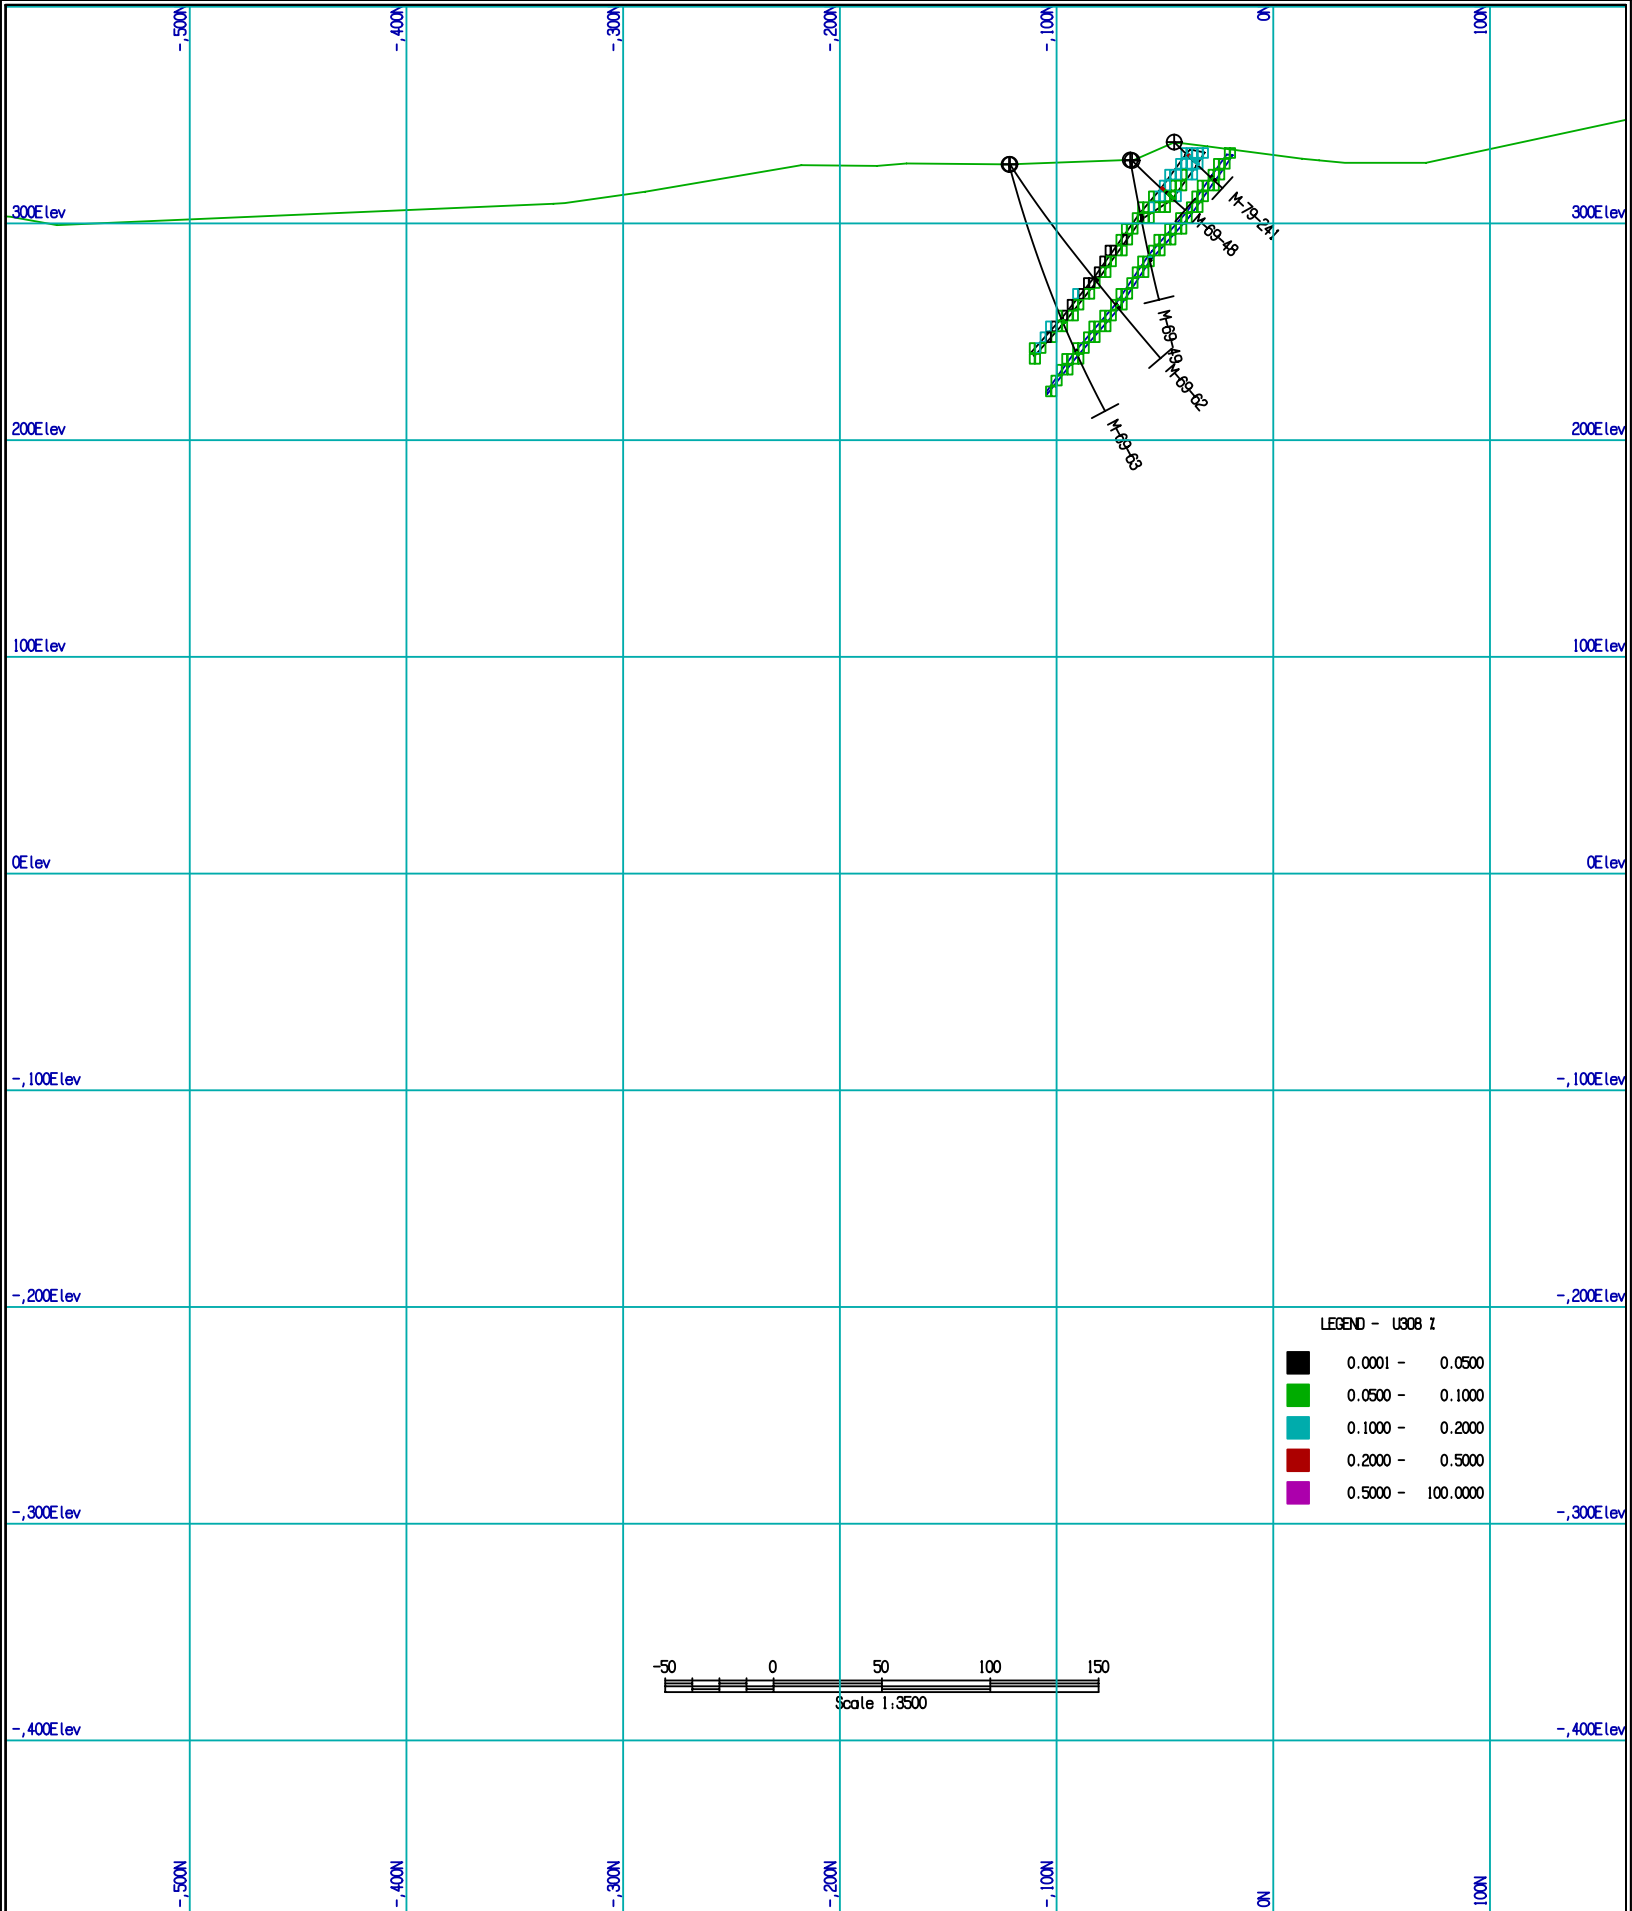 -,500N -,400N -,300N -,200N -,100N 0N 100N
M-79-241
300Elev M-69-48 300Elev
M-69-49
M-69-62
200Elev 200Elev
M-69-63
100Elev 100Elev
0Elev 0Elev
-,100Elev -,100Elev
-,200Elev -,200Elev
LEGEND - U3O8 %
0.0001 - 0.0500
0.0500 - 0.1000
0.1000 - 0.2000
0.2000 - 0.5000
0.5000 - 100.0000
-,300Elev -,300Elev
-50 0 50 100 150
Scale 1:3500
-,400Elev -,400Elev
-,500N -,400N -,300N -,200N -,100N 0N 100N